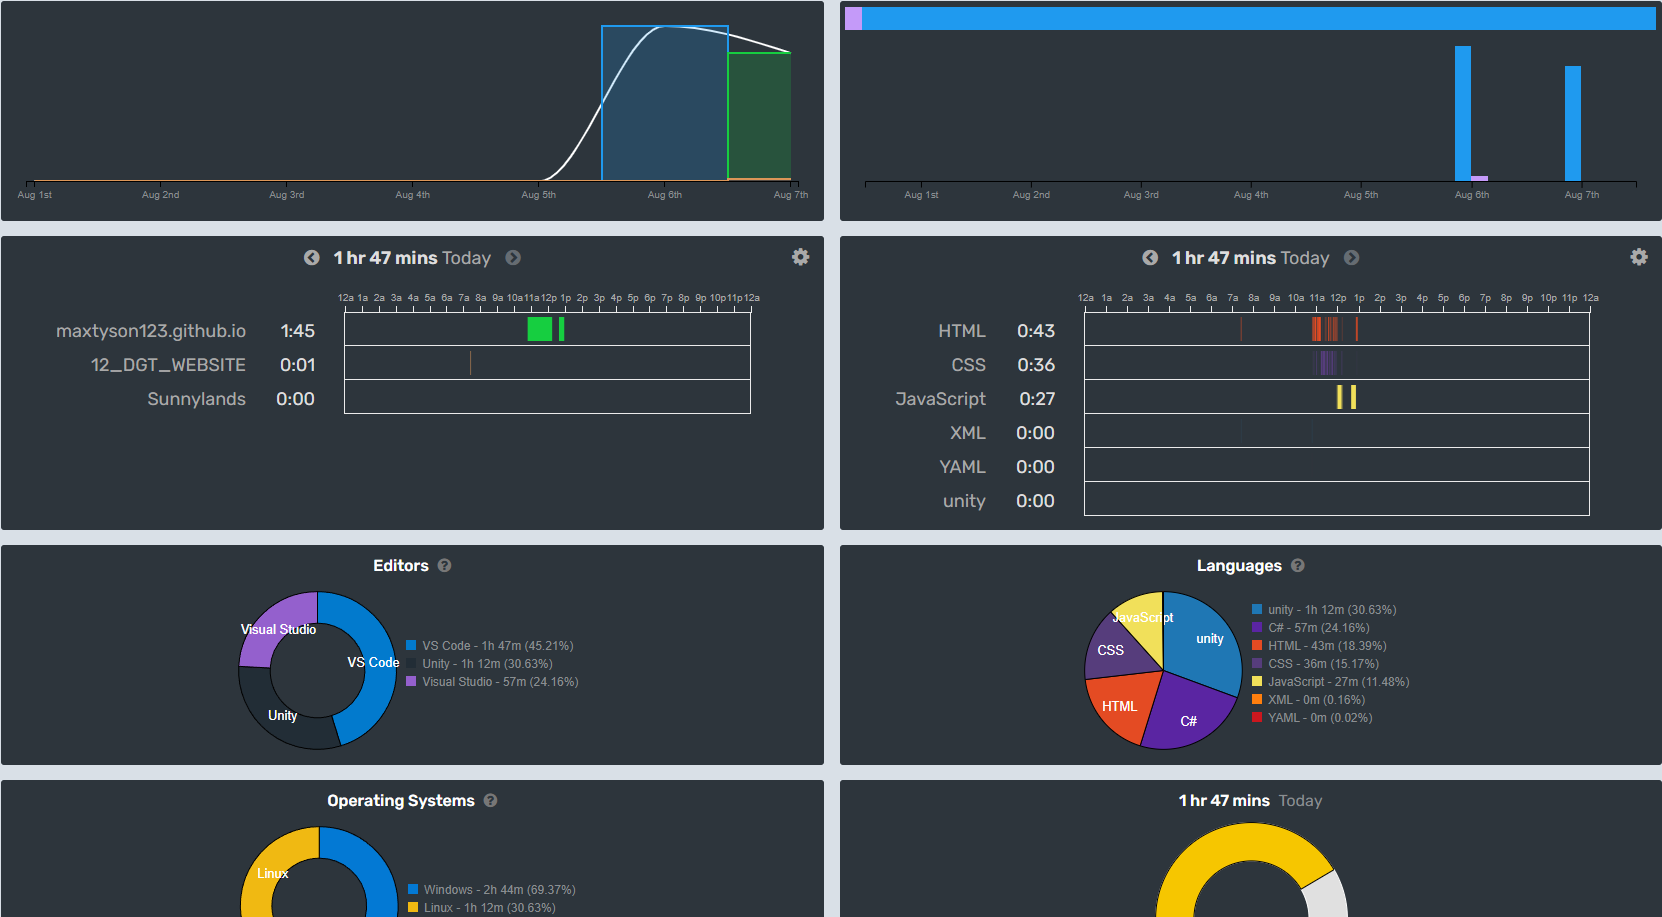 Aug 1st Aug 2nd Aug 3rd Aug 4th Aug 5th Aug 6th Aug 7th
Aug 1st Aug 2nd Aug 3rd Aug 4th Aug 5th Aug 6th Aug 7th
1 hr 47 mins Today
12a 1a 2a 3a 4a 5a 6a 7a 8a 9a 10a 11a 12p 1p 2p 3p 4p 5p 6p 7p 8p 9p 10p 11p 12a
maxtyson123.github.io 1:45
12_DGT_WEBSITE 0:01
Sunnylands 0:00
1 hr 47 mins Today
12a 1a 2a 3a 4a 5a 6a 7a 8a 9a 10a 11a 12p 1p 2p 3p 4p 5p 6p 7p 8p 9p 10p 11p 12a
HTML 0:43
CSS 0:36
JavaScript 0:27
XML 0:00
YAML 0:00
unity 0:00
Editors ?
Visual Studio
VS Code
Unity
VS Code - 1h 47m (45.21%)
Unity - 1h 12m (30.63%)
Visual Studio - 57m (24.16%)
Languages ?
JavaScript
unity
CSS
HTML
C#
unity - 1h 12m (30.63%)
C# - 57m (24.16%)
HTML - 43m (18.39%)
CSS - 36m (15.17%)
JavaScript - 27m (11.48%)
XML - 0m (0.16%)
YAML - 0m (0.02%)
Operating Systems ?
Linux
Windows - 2h 44m (69.37%)
Linux - 1h 12m (30.63%)
1 hr 47 mins Today